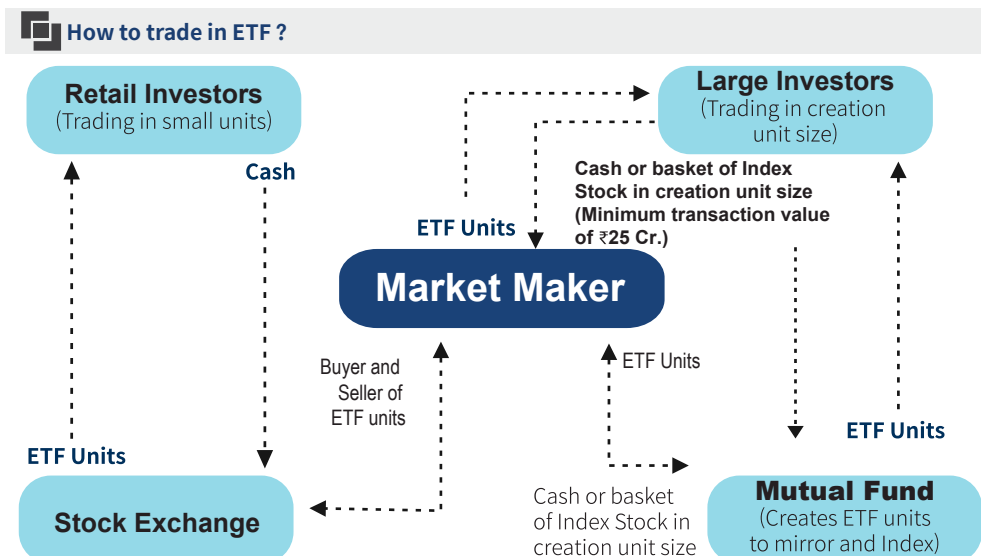 How to trade in ETF ?
Retail Investors
(Trading in small units)
Large Investors
(Trading in creation
unit size)
Cash
Cash or basket of Index
Stock in creation unit size
(Minimum transaction value
of ₹25 Cr.)
ETF Units
Market Maker
Buyer and
Seller of
ETF units
ETF Units
ETF Units
ETF Units
Stock Exchange
Cash or basket
of Index Stock in
creation unit size
Mutual Fund
(Creates ETF units
to mirror and Index)